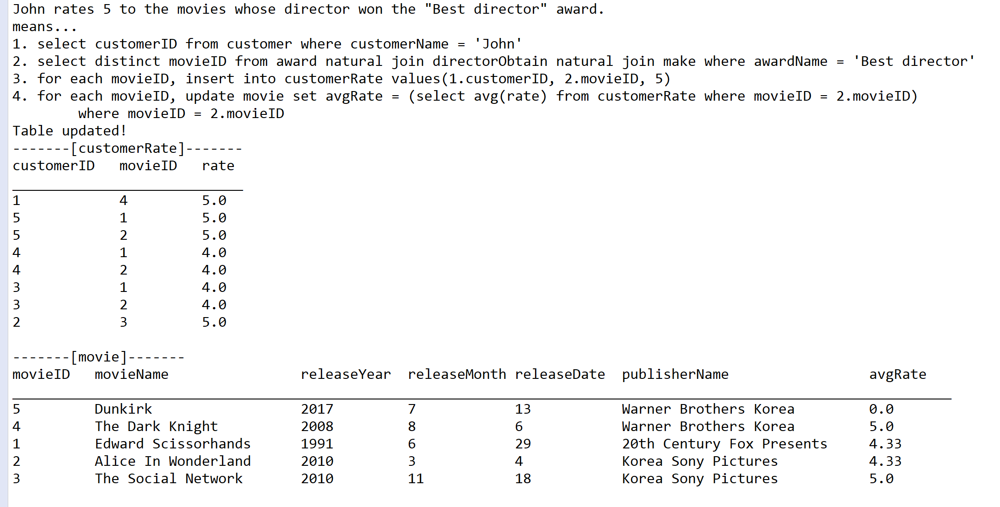 John rates 5 to the movies whose director won the "Best director" award.
means...
1. select customerID from customer where customerName = 'John'
2. select distinct movieID from award natural join directorObtain natural join make where awardName = 'Best director'
3. for each movieID, insert into customerRate values(1.customerID, 2.movieID, 5)
4. for each movieID, update movie set avgRate = (select avg(rate) from customerRate where movieID = 2.movieID)
        where movieID = 2.movieID
Table updated!
-------[customerRate]-------
customerID   movieID   rate
____________________________
1            4         5.0
5            1         5.0
5            2         5.0
4            1         4.0
4            2         4.0
3            1         4.0
3            2         4.0
2            3         5.0

-------[movie]-------
movieID   movieName                releaseYear  releaseMonth releaseDate  publisherName                 avgRate
__________________________________________________________________________________________________________________
5         Dunkirk                  2017         7            13           Warner Brothers Korea         0.0
4         The Dark Knight          2008         8            6            Warner Brothers Korea         5.0
1         Edward Scissorhands      1991         6            29           20th Century Fox Presents     4.33
2         Alice In Wonderland      2010         3            4            Korea Sony Pictures           4.33
3         The Social Network       2010         11           18           Korea Sony Pictures           5.0